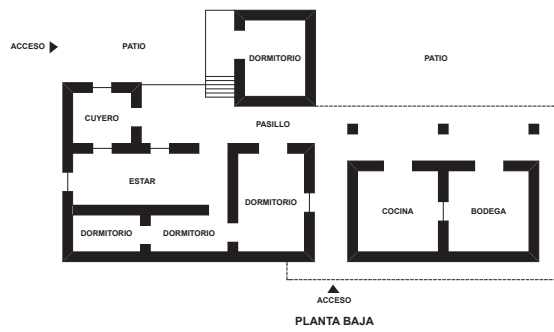 ACCESO
PATIO
DORMITORIO
PATIO
CUYERO
PASILLO
ESTAR
DORMITORIO
COCINA
BODEGA
DORMITORIO
DORMITORIO
ACCESO
PLANTA BAJA